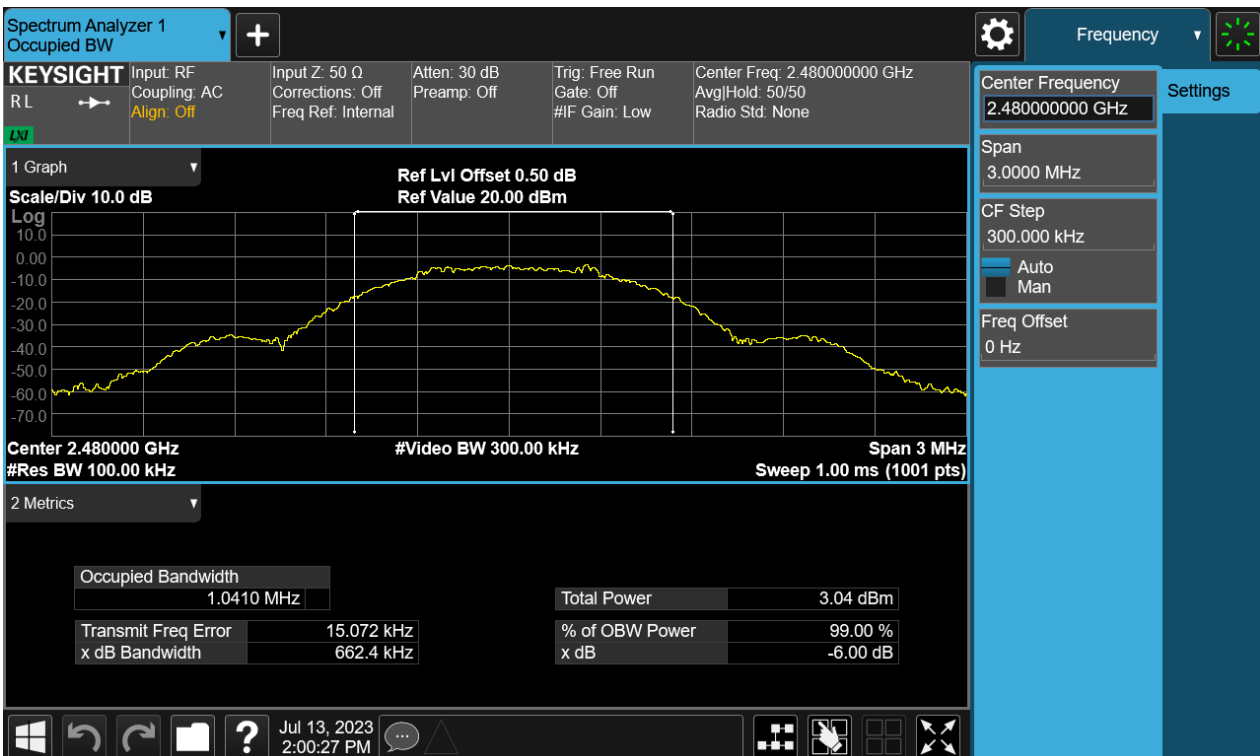 Spectrum Analyzer 1
Occupied BW
+
Frequency
KEYSIGHT
R L
LXI
Input: RF
Coupling: AC
Align: Off
Input Z: 50 Ω
Corrections: Off
Freq Ref: Internal
Atten: 30 dB
Preamp: Off
Trig: Free Run
Gate: Off
#IF Gain: Low
Center Freq: 2.480000000 GHz
Avg|Hold: 50/50
Radio Std: None
Center Frequency
2.480000000 GHz
Settings
Span
3.0000 MHz
CF Step
300.000 kHz
Auto
Man
Freq Offset
0 Hz
1 Graph
Scale/Div 10.0 dB
Ref Lvl Offset 0.50 dB
Ref Value 20.00 dBm
Log
10.0
0.00
-10.0
-20.0
-30.0
-40.0
-50.0
-60.0
-70.0
Center 2.480000 GHz
#Video BW 300.00 kHz
Span 3 MHz
#Res BW 100.00 kHz
Sweep 1.00 ms (1001 pts)
2 Metrics
Occupied Bandwidth
1.0410 MHz
Total Power 3.04 dBm
Transmit Freq Error 15.072 kHz
% of OBW Power 99.00 %
x dB Bandwidth 662.4 kHz
x dB -6.00 dB
?
Jul 13, 2023
2:00:27 PM